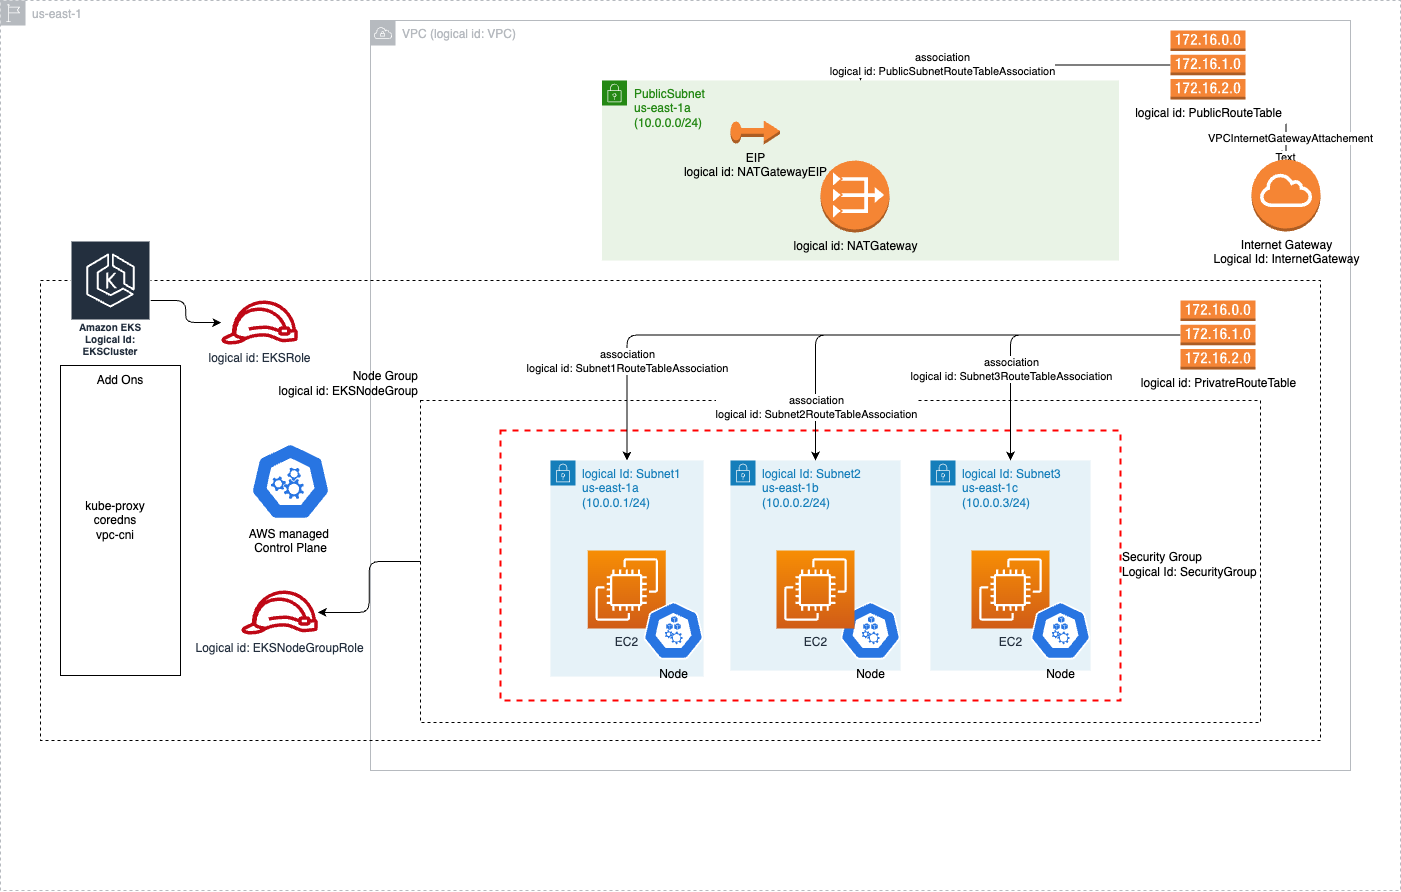 us-east-1
VPC (logical id: VPC)
172.16.0.0
172.16.1.0
172.16.2.0
logical id: PublicRouteTable
association
logical id: PublicSubnetRouteTableAssociation
VPCInternetGatewayAttachement
Text
Internet Gateway
Logical Id: InternetGateway
PublicSubnet
us-east-1a
(10.0.0.0/24)
EIP
logical id: NATGatewayEIP
logical id: NATGateway
Amazon EKS
Logical Id:
EKSCluster
logical id: EKSRole
Add Ons
kube-proxy
coredns
vpc-cni
AWS managed
Control Plane
Logical id: EKSNodeGroupRole
Node Group
logical id: EKSNodeGroup
172.16.0.0
172.16.1.0
172.16.2.0
logical id: PrivatreRouteTable
association
logical id: Subnet1RouteTableAssociation
association
logical id: Subnet2RouteTableAssociation
association
logical id: Subnet3RouteTableAssociation
logical Id: Subnet1
us-east-1a
(10.0.0.1/24)
EC2
Node
logical Id: Subnet2
us-east-1b
(10.0.0.2/24)
EC2
Node
logical Id: Subnet3
us-east-1c
(10.0.0.3/24)
EC2
Node
Security Group
Logical Id: SecurityGroup